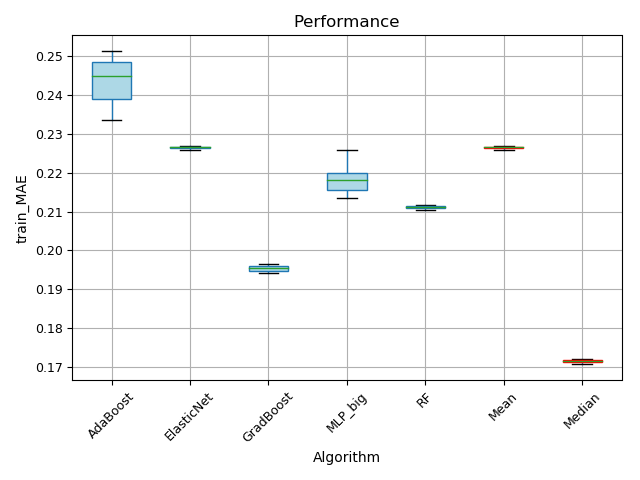 Performance
0.25
0.24
0.23
0.22
0.21
0.20
0.19
0.18
0.17
train_MAE
AdaBoost
ElasticNet
GradBoost
MLP_big
RF
Mean
Median
Algorithm